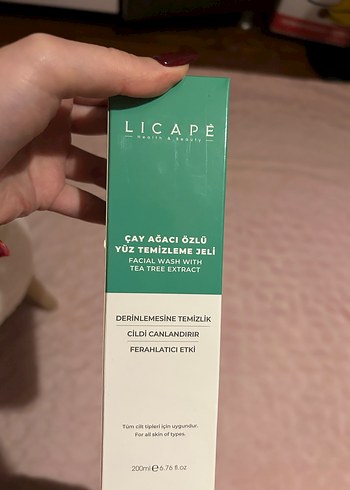 LICAPÉ
health & beauty
ÇAY AĞACI ÖZLÜ
YÜZ TEMİZLEME JELİ
FACIAL WASH WITH
TEA TREE EXTRACT
DERİNLEMESİNE TEMİZLİK
CİLDİ CANLANDIRIR
FERAHLATICI ETKİ
Tüm cilt tipleri için uygundur.
For all skin of types.
200ml ℮ 6.76 fl.oz